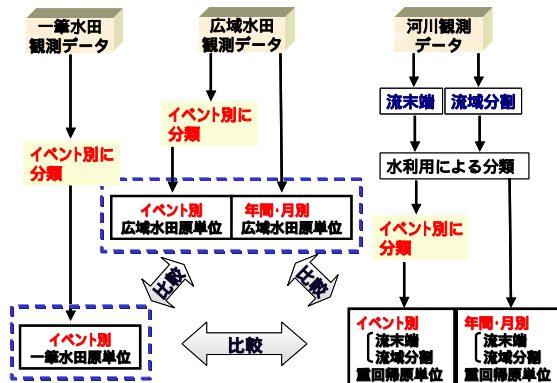 一筆水田
観測データ
広域水田
観測データ
河川観測
データ
流末端
流域分割
イベント別に
分類
イベント別に
分類
水利用による分類
イベント別
広域水田原単位
年間・月別
広域水田原単位
イベント別に
分類
比較
比較
イベント別
一筆水田原単位
比較
イベント別
流末端
流域分割
重回帰原単位
年間・月別
流末端
流域分割
重回帰原単位